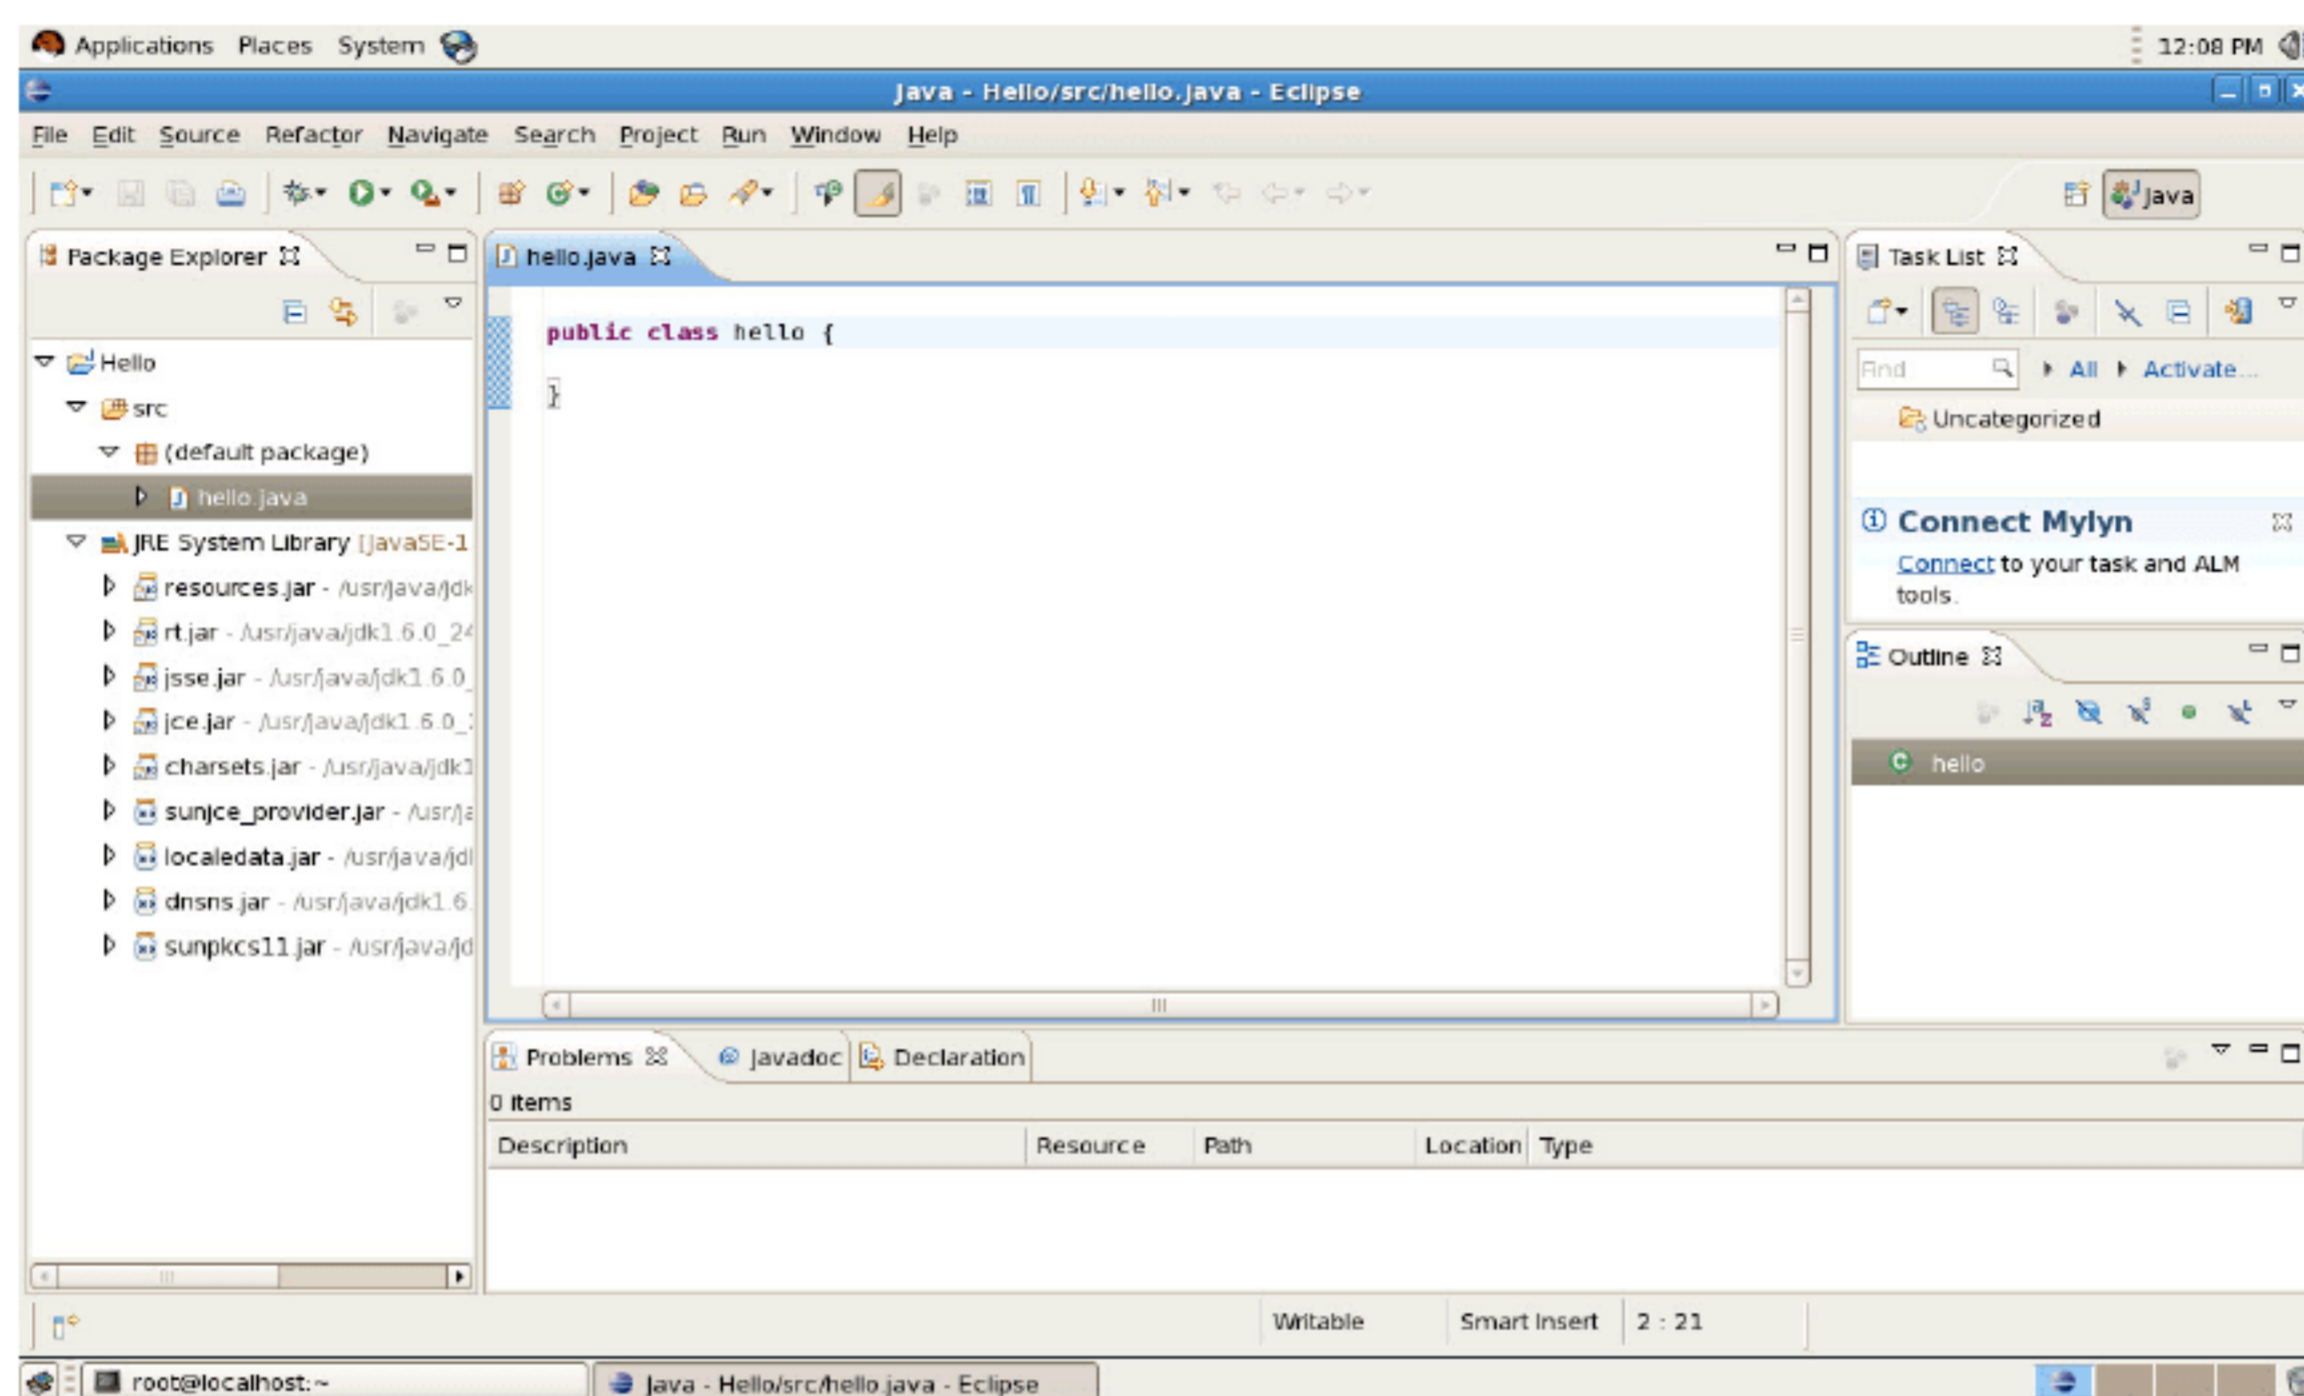 Applications Places System
12:08 PM
Java - Hello/src/hello.java - Eclipse
File Edit Source Refactor Navigate Search Project Run Window Help
Java
Package Explorer
Hello
src
(default package)
hello.java
JRE System Library [JavaSE-1
resources.jar - /usr/java/jdk
rt.jar - /usr/java/jdk1.6.0_24
jsse.jar - /usr/java/jdk1.6.0_
jce.jar - /usr/java/jdk1.6.0_
charsets.jar - /usr/java/jdk1
sunjce_provider.jar - /usr/ja
localedata.jar - /usr/java/jd
dnsns.jar - /usr/java/jdk1.6.
sunpkcs11.jar - /usr/java/jd
hello.java
public class hello {
}
Task List
Find
All
Activate...
Uncategorized
Connect Mylyn
Connect to your task and ALM
tools.
Outline
hello
Problems
Javadoc
Declaration
0 items
Description Resource Path Location Type
Writable Smart Insert 2 : 21
root@localhost:~
Java - Hello/src/hello.java - Eclipse